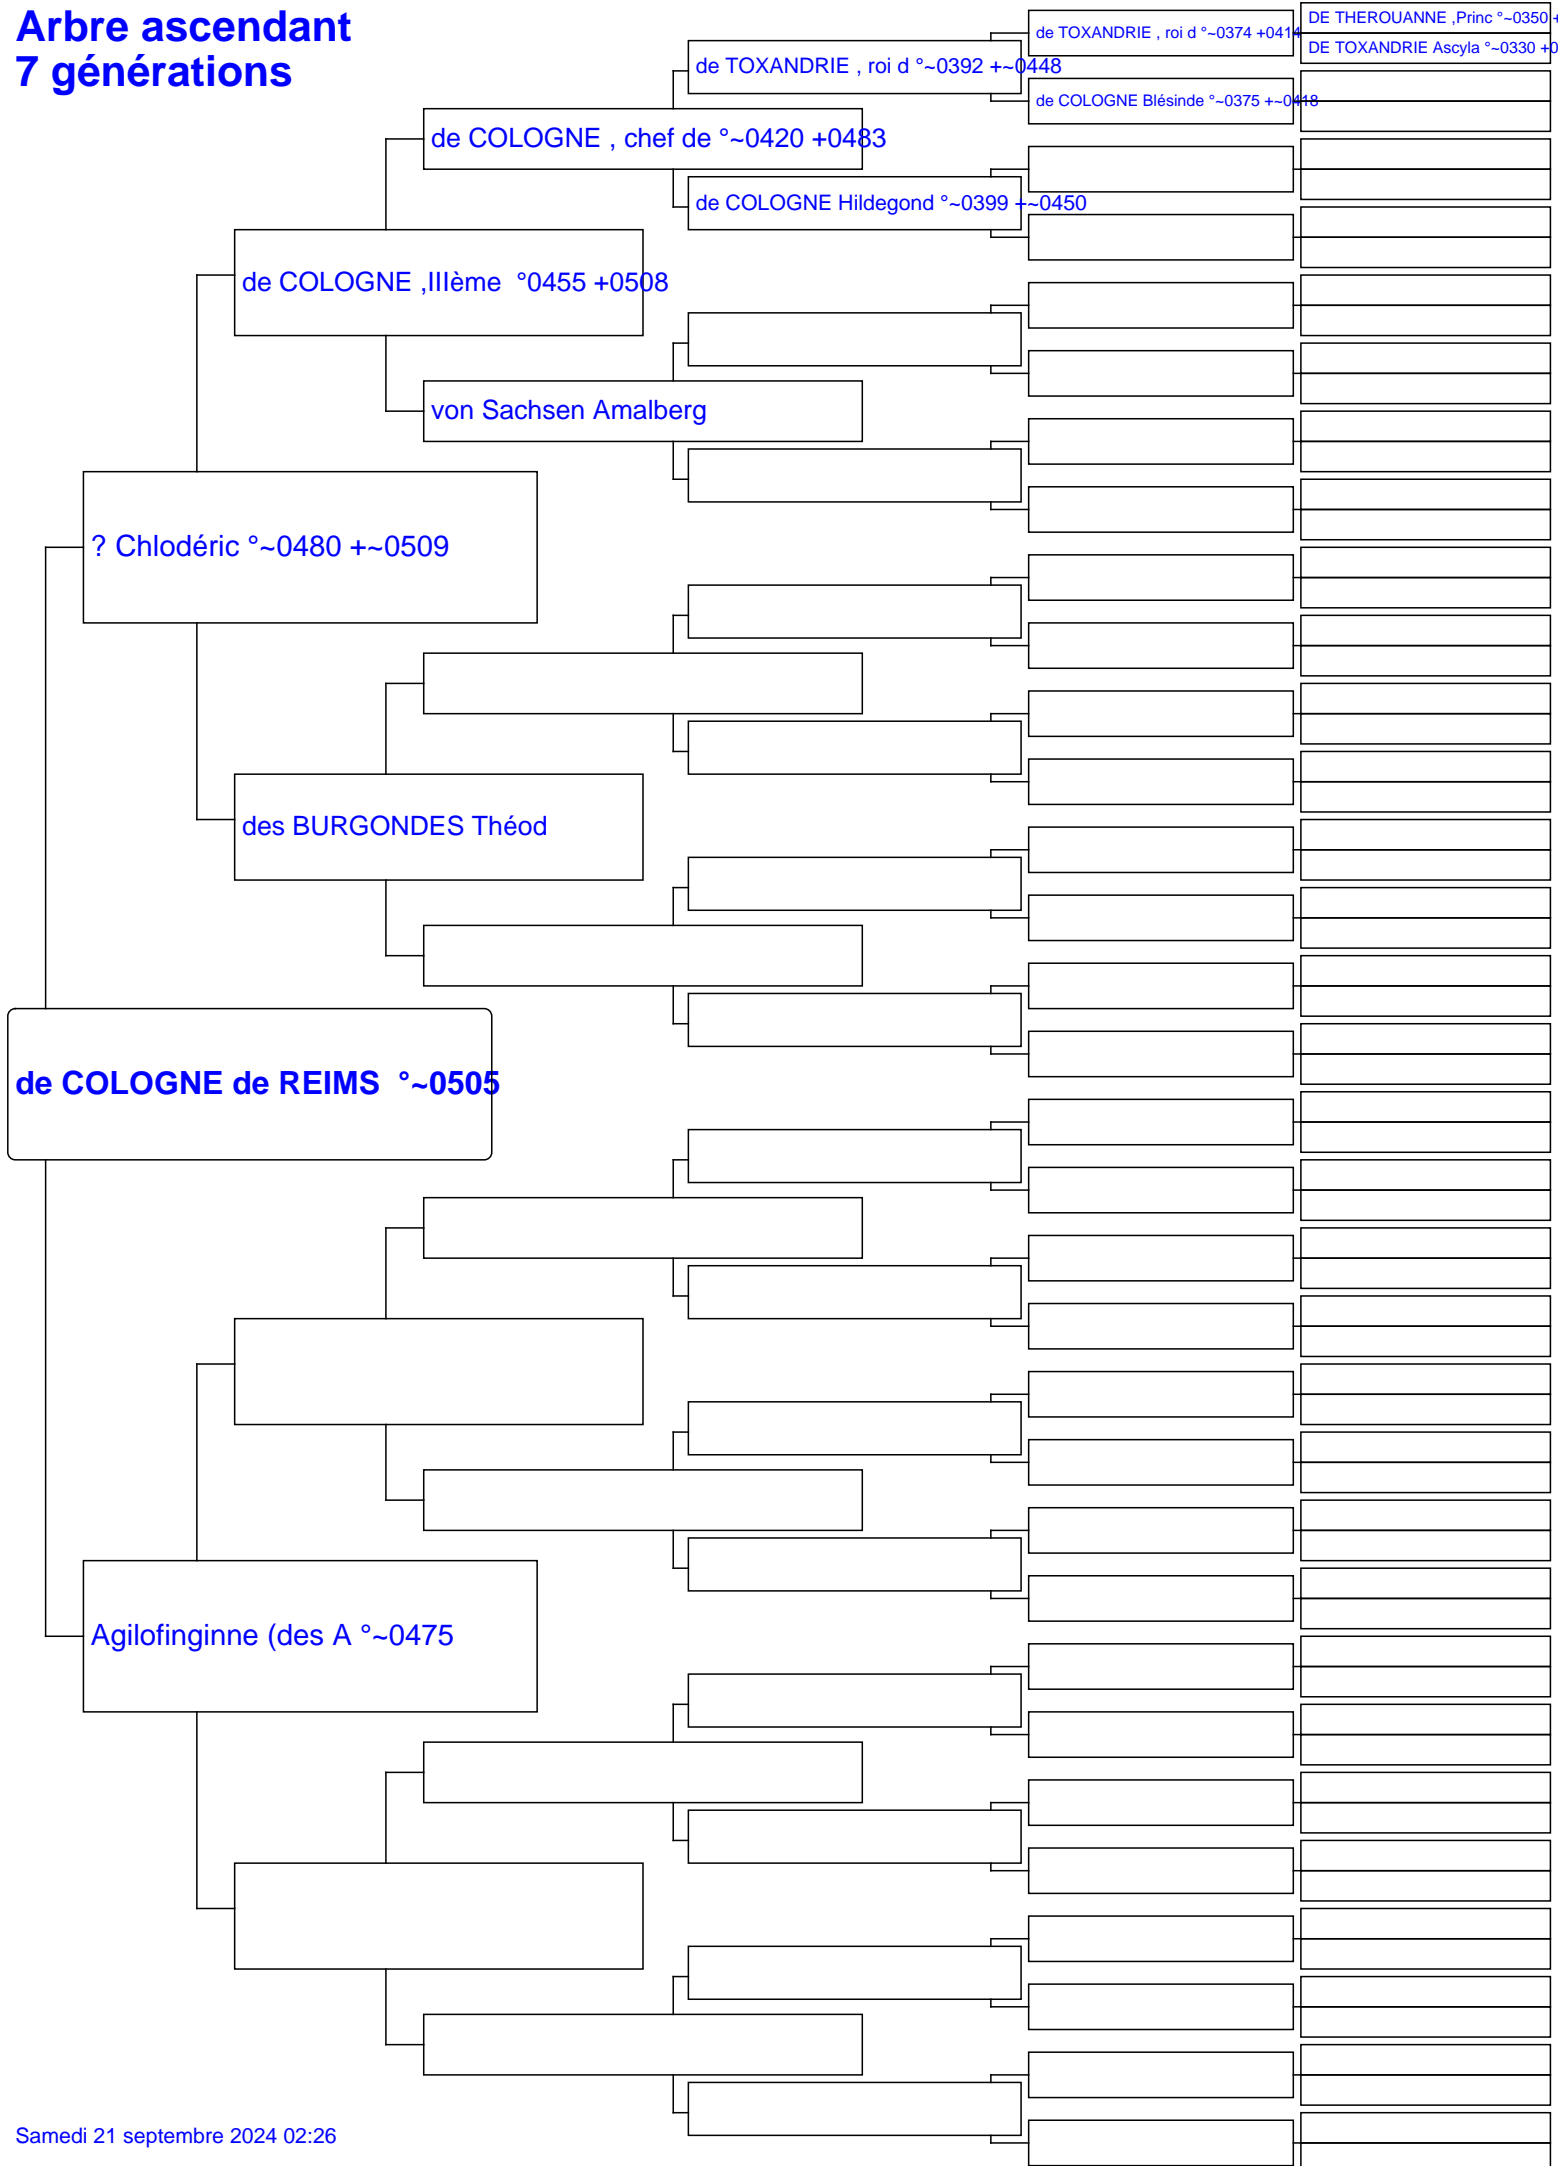 Arbre ascendant
7 générations
DE THEROUANNE ,Princ °~0350 +
de TOXANDRIE , roi d °~0374 +0414
DE TOXANDRIE Ascyla °~0330 +0
de TOXANDRIE , roi d °~0392 +~0448
de COLOGNE Blésinde °~0375 +~0418
de COLOGNE , chef de °~0420 +0483
de COLOGNE Hildegond °~0399 +~0450
de COLOGNE ,IIIème °0455 +0508
von Sachsen Amalberg
? Chlodéric °~0480 +~0509
des BURGONDES Théod
de COLOGNE de REIMS °~0505
Agilofinginne (des A °~0475
Samedi 21 septembre 2024 02:26